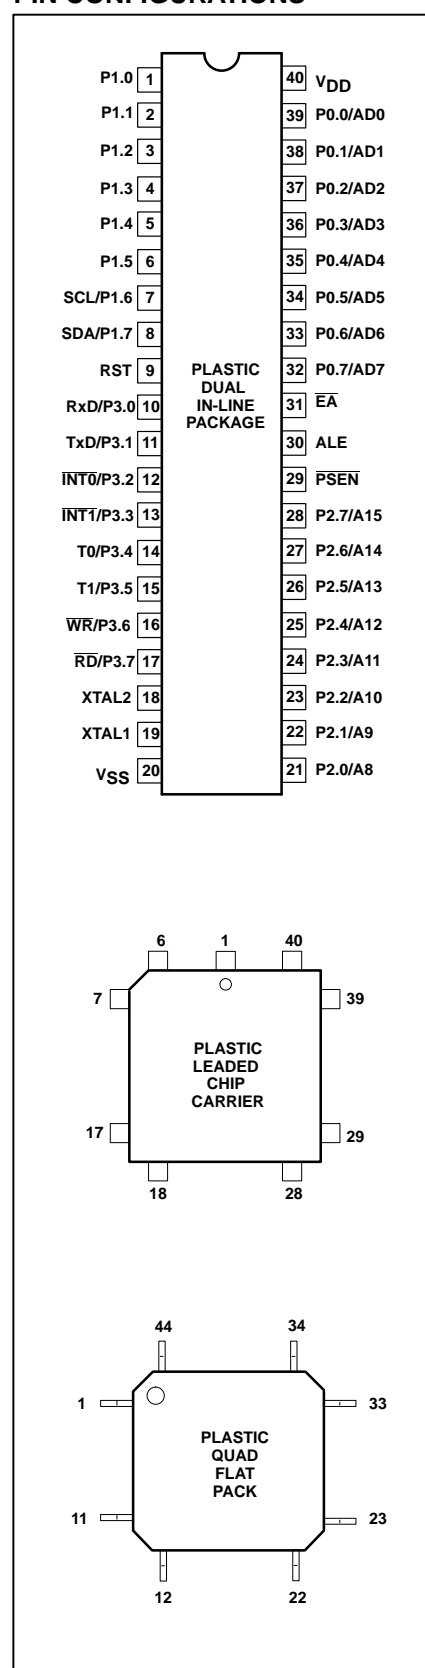 PIN CONFIGURATIONS
P1.0 1 40 VDD
P1.1 2 39 P0.0/AD0
P1.2 3 38 P0.1/AD1
P1.3 4 37 P0.2/AD2
P1.4 5 36 P0.3/AD3
P1.5 6 35 P0.4/AD4
SCL/P1.6 7 34 P0.5/AD5
SDA/P1.7 8 33 P0.6/AD6
RST 9 32 P0.7/AD7
RxD/P3.0 10 31 EA
TxD/P3.1 11 30 ALE
INT0/P3.2 12 29 PSEN
INT1/P3.3 13 28 P2.7/A15
T0/P3.4 14 27 P2.6/A14
T1/P3.5 15 26 P2.5/A13
WR/P3.6 16 25 P2.4/A12
RD/P3.7 17 24 P2.3/A11
XTAL2 18 23 P2.2/A10
XTAL1 19 22 P2.1/A9
VSS 20 21 P2.0/A8
PLASTIC
DUAL
IN-LINE
PACKAGE
6 1 40
7 39
PLASTIC
LEADED
CHIP
CARRIER
17 29
18 28
44 34
1 33
PLASTIC
QUAD
FLAT
PACK
11 23
12 22